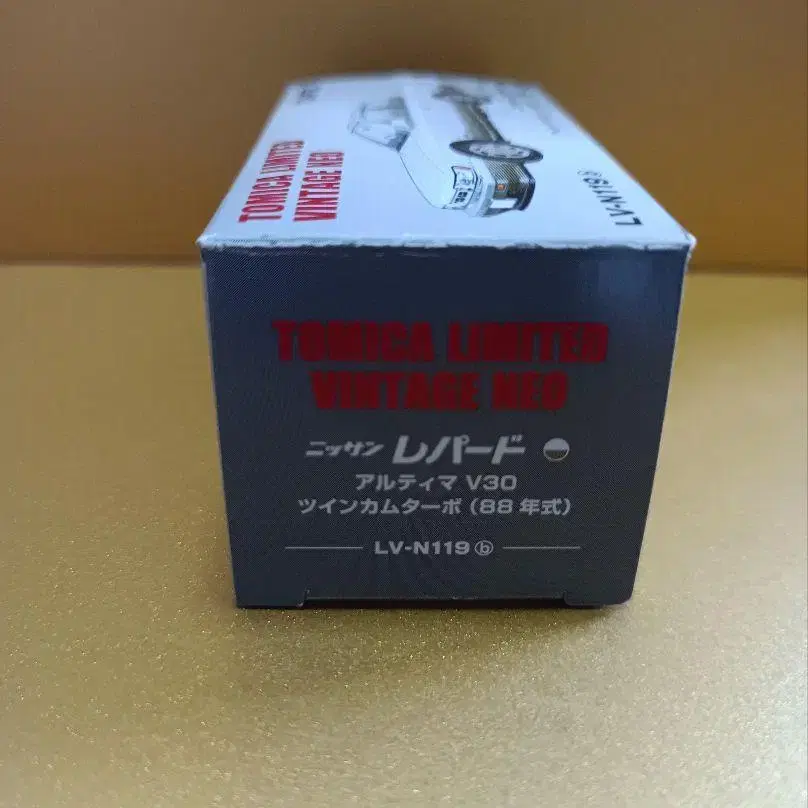 TOMICA LIMITED
VINTAGE NEO
LV-N119ⓑ
TOMICA LIMITED
VINTAGE NEO
ニッサン レパード
アルティマ V30
ツインカムターボ（88 年式）
LV-N119 ⓑ